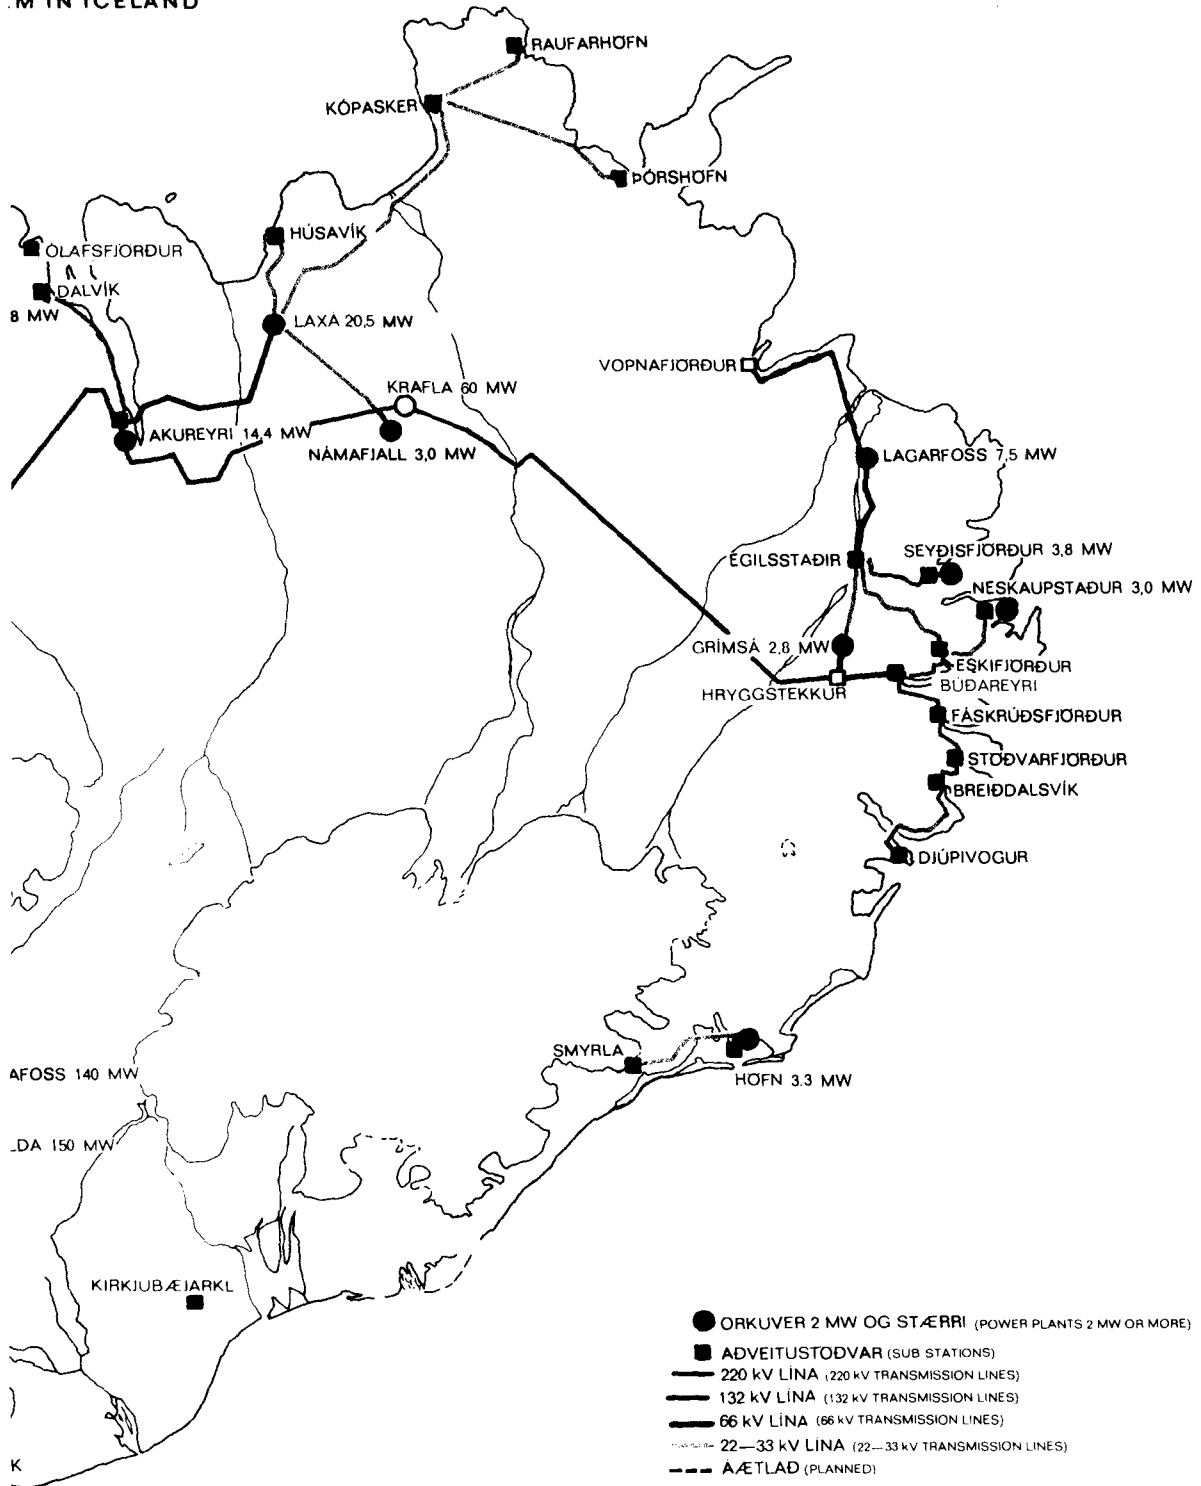 M IN ICELAND
RAUFARHÖFN
KÓPASKER
ÞÓRSHÖFN
HÚSAVÍK
ÓLAFSFJÖRÐUR
DALVÍK
8 MW
LAXÁ 20,5 MW
VOPNAFJÖRÐUR
KRAFLA 60 MW
AKUREYRI 14,4 MW
NÁMAFJALL 3,0 MW
LAGARFOSS 7,5 MW
EGILSSTAÐIR
SEYÐISFJÖRÐUR 3,8 MW
NESKAUPSTAÐUR 3,0 MW
GRÍMSÁ 2,8 MW
ESKIFJÖRÐUR
HRYGGSTEKKUR
BÚÐAREYRI
FÁSKRÚÐSFJÖRÐUR
STÖÐVARFJÖRÐUR
BREIÐDALSVÍK
DJÚPIVOGUR
SMYRLA
HÖFN 3.3 MW
AFOSS 140 MW
LDA 150 MW
KIRKJUBÆJARKL
ORKUVER 2 MW OG STÆRRI (POWER PLANTS 2 MW OR MORE)
AÐVEITUSTÖÐVAR (SUB STATIONS)
220 kV LÍNA (220 kV TRANSMISSION LINES)
132 kV LÍNA (132 kV TRANSMISSION LINES)
66 kV LÍNA (66 kV TRANSMISSION LINES)
22—33 kV LÍNA (22—33 kV TRANSMISSION LINES)
ÁÆTLAÐ (PLANNED)
K